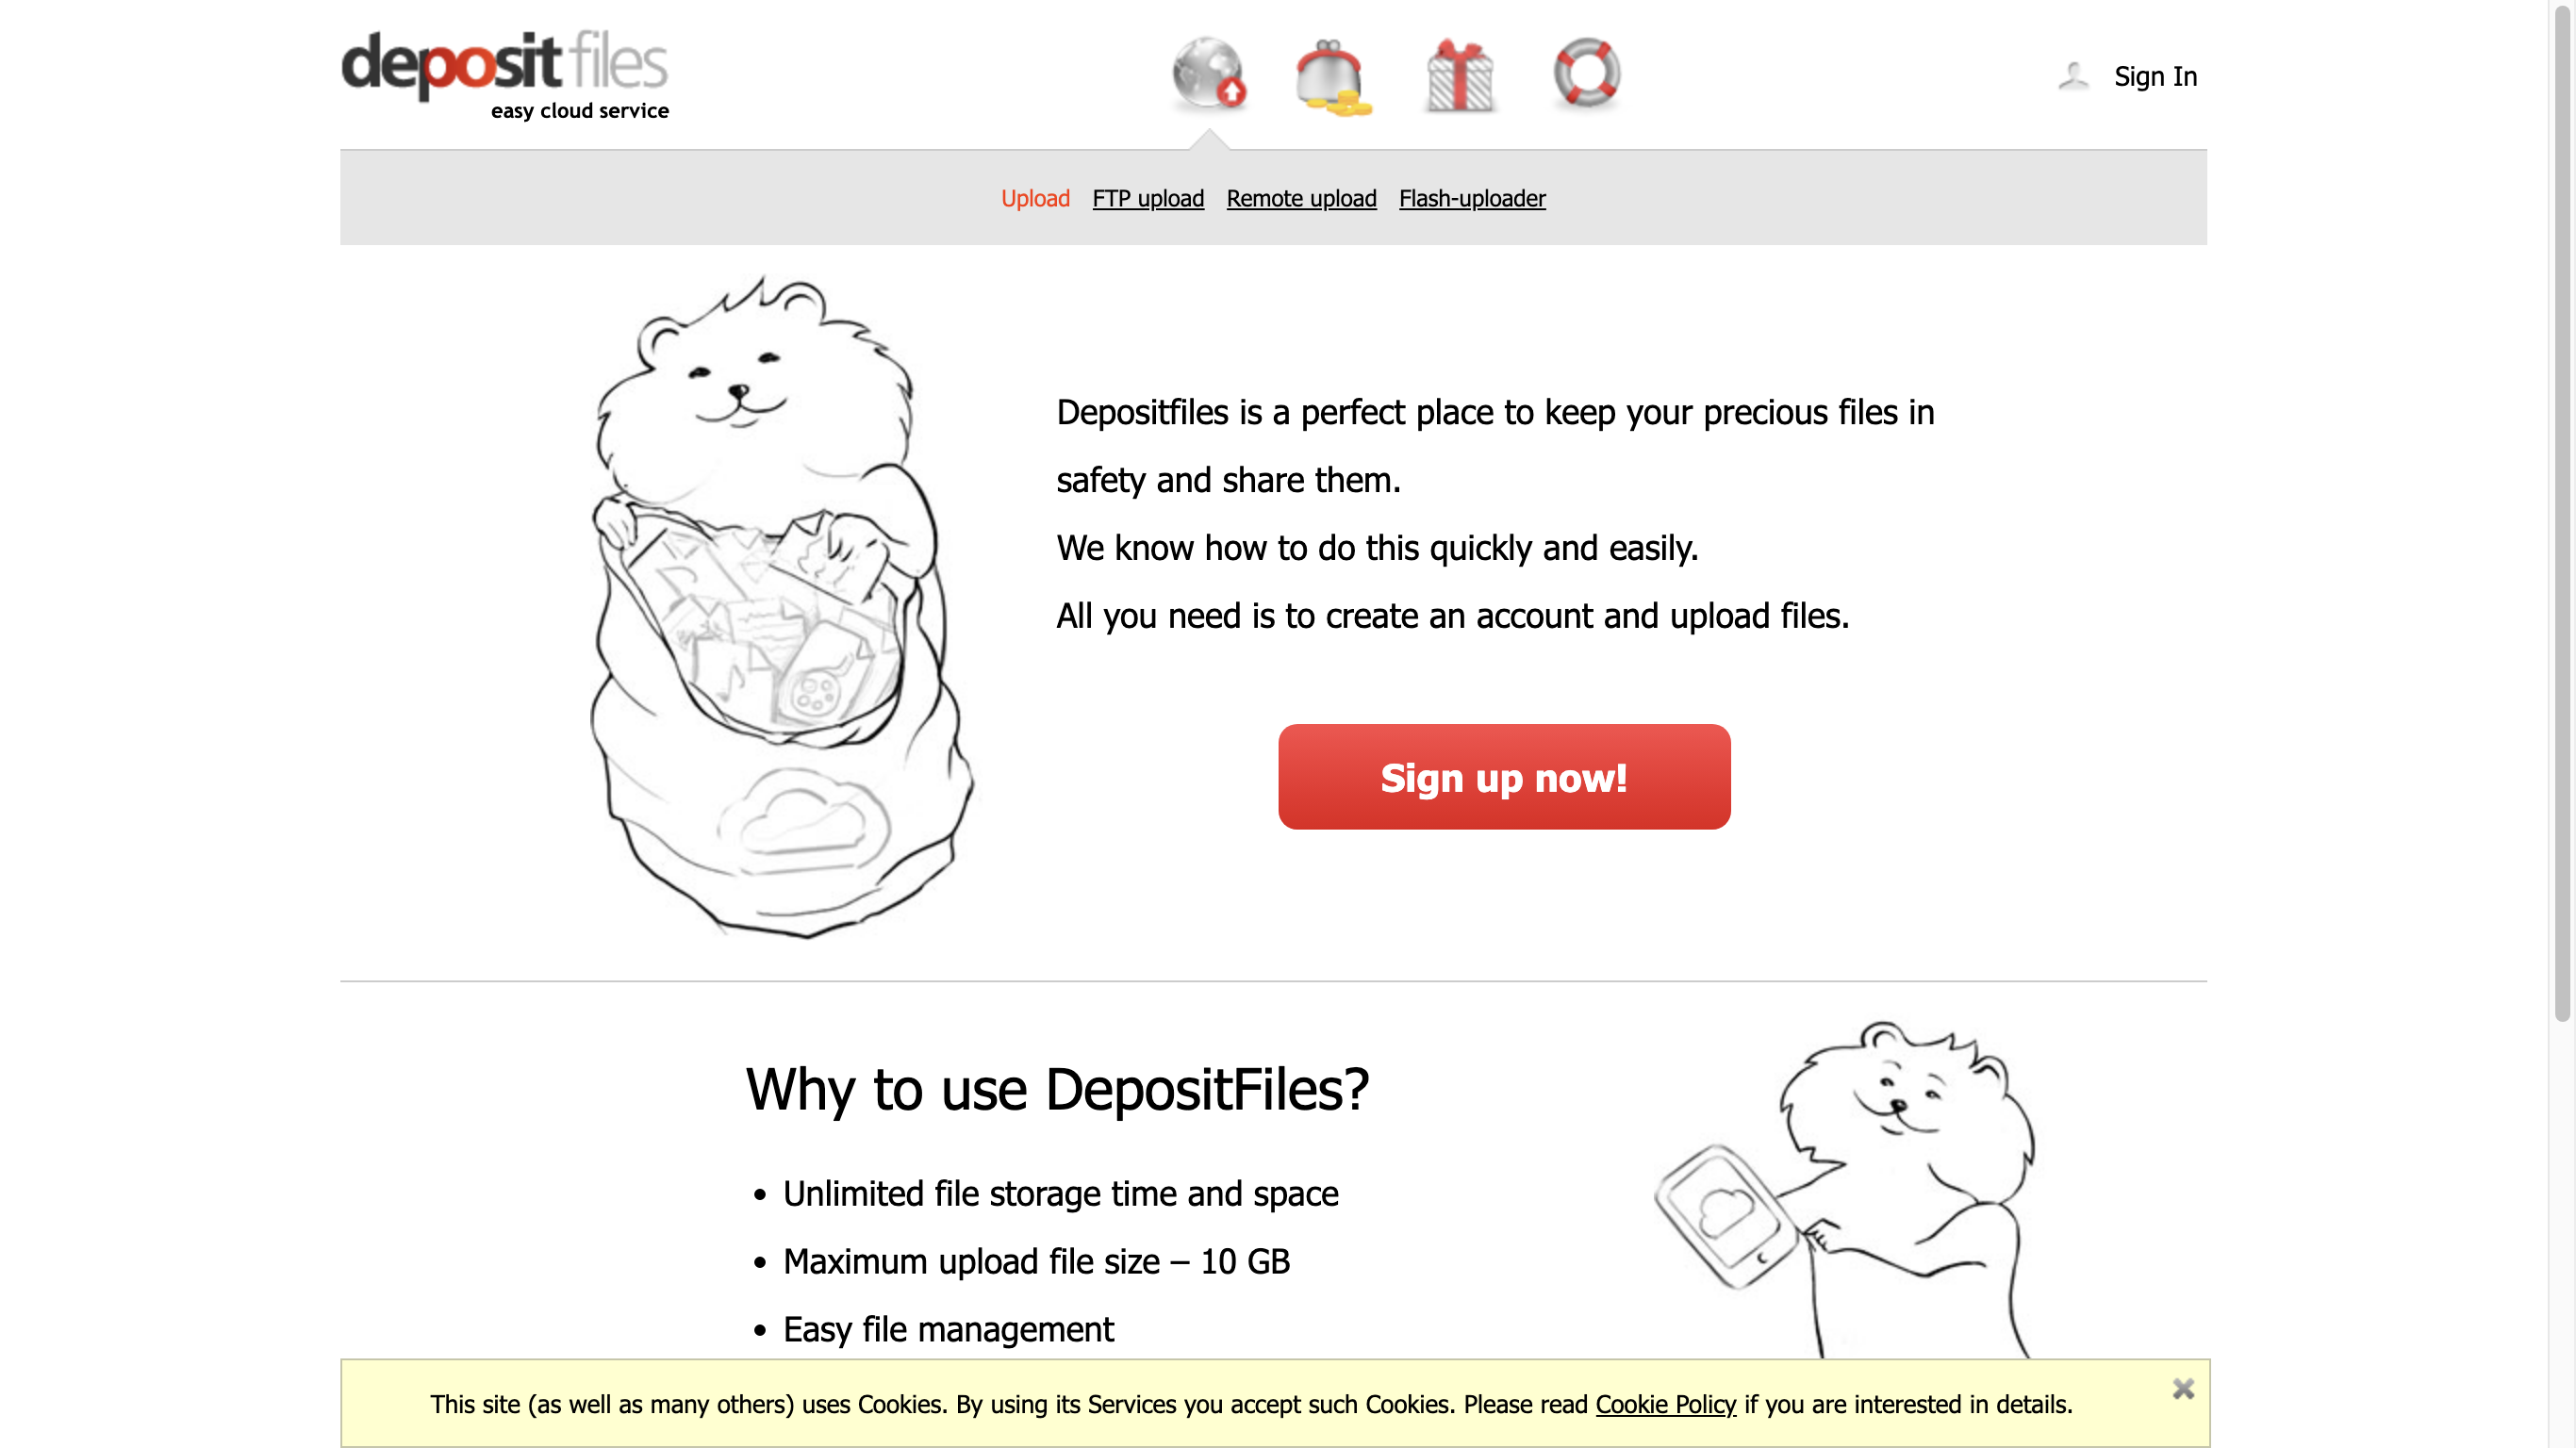 depositfiles
easy cloud service
Sign In
Upload FTP upload Remote upload Flash-uploader
Depositfiles is a perfect place to keep your precious files in
safety and share them.
We know how to do this quickly and easily.
All you need is to create an account and upload files.
Sign up now!
Why to use DepositFiles?
• Unlimited file storage time and space
• Maximum upload file size – 10 GB
• Easy file management
This site (as well as many others) uses Cookies. By using its Services you accept such Cookies. Please read Cookie Policy if you are interested in details.